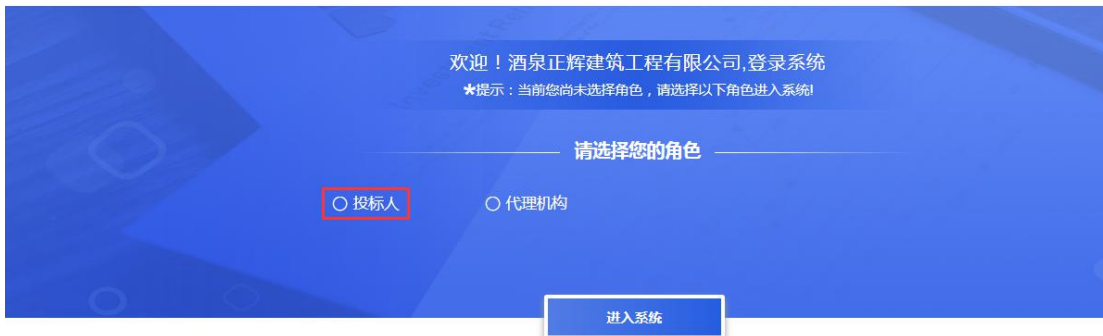 欢迎！酒泉正辉建筑工程有限公司,登录系统
*提示：当前您尚未选择角色，请选择以下角色进入系统!
请选择您的角色
投标人 代理机构
进入系统